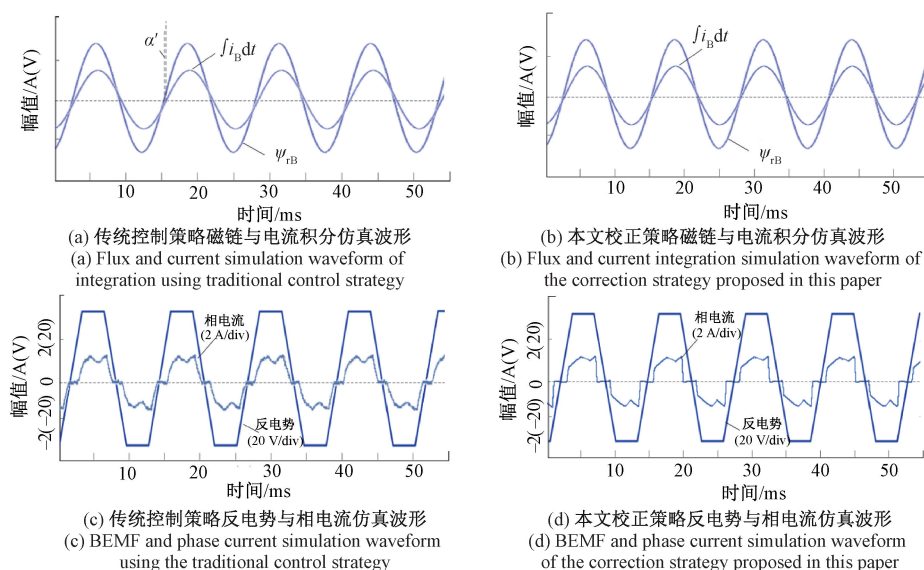 幅值/A(V)
α′
∫iBdt
ψrB
10 20 30 40 50
时间/ms
(a) 传统控制策略磁链与电流积分仿真波形
(a) Flux and current simulation waveform of
integration using traditional control strategy
幅值/A(V)
∫iBdt
ψrB
10 20 30 40 50
时间/ms
(b) 本文校正策略磁链与电流积分仿真波形
(b) Flux and current integration simulation waveform of
the correction strategy proposed in this paper
幅值/A(V)
2(20)
0
−2(−20)
相电流
(2 A/div)
反电势
(20 V/div)
10 20 30 40 50
时间/ms
(c) 传统控制策略反电势与相电流仿真波形
(c) BEMF and phase current simulation waveform
using the traditional control strategy
幅值/A(V)
2(20)
0
−2(−20)
相电流
(2 A/div)
反电势
(20 V/div)
10 20 30 40 50
时间/ms
(d) 本文校正策略反电势与相电流仿真波形
(d) BEMF and phase current simulation waveform
of the correction strategy proposed in this paper